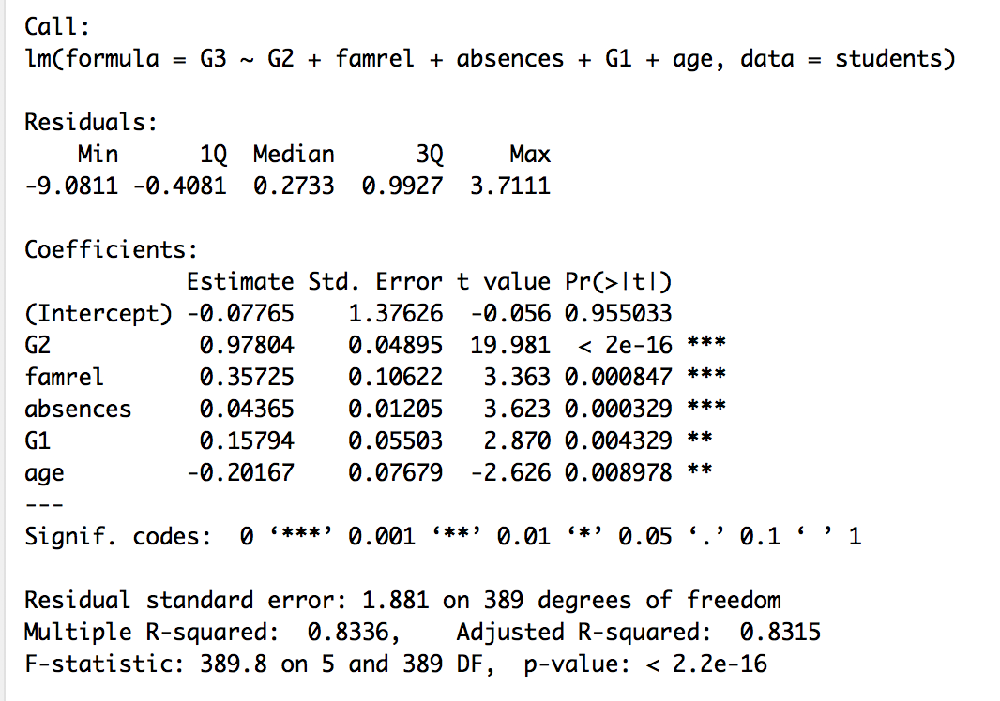 Call:
lm(formula = G3 ~ G2 + famrel + absences + G1 + age, data = students)
Residuals:
    Min      1Q  Median      3Q     Max
-9.0811 -0.4081  0.2733  0.9927  3.7111
Coefficients:
            Estimate Std. Error t value Pr(>|t|)
(Intercept) -0.07765    1.37626  -0.056 0.955033
G2           0.97804    0.04895  19.981  < 2e-16 ***
famrel       0.35725    0.10622   3.363 0.000847 ***
absences     0.04365    0.01205   3.623 0.000329 ***
G1           0.15794    0.05503   2.870 0.004329 **
age         -0.20167    0.07679  -2.626 0.008978 **
---
Signif. codes:  0 ‘***’ 0.001 ‘**’ 0.01 ‘*’ 0.05 ‘.’ 0.1 ‘ ’ 1
Residual standard error: 1.881 on 389 degrees of freedom
Multiple R-squared:  0.8336,    Adjusted R-squared:  0.8315
F-statistic: 389.8 on 5 and 389 DF,  p-value: < 2.2e-16